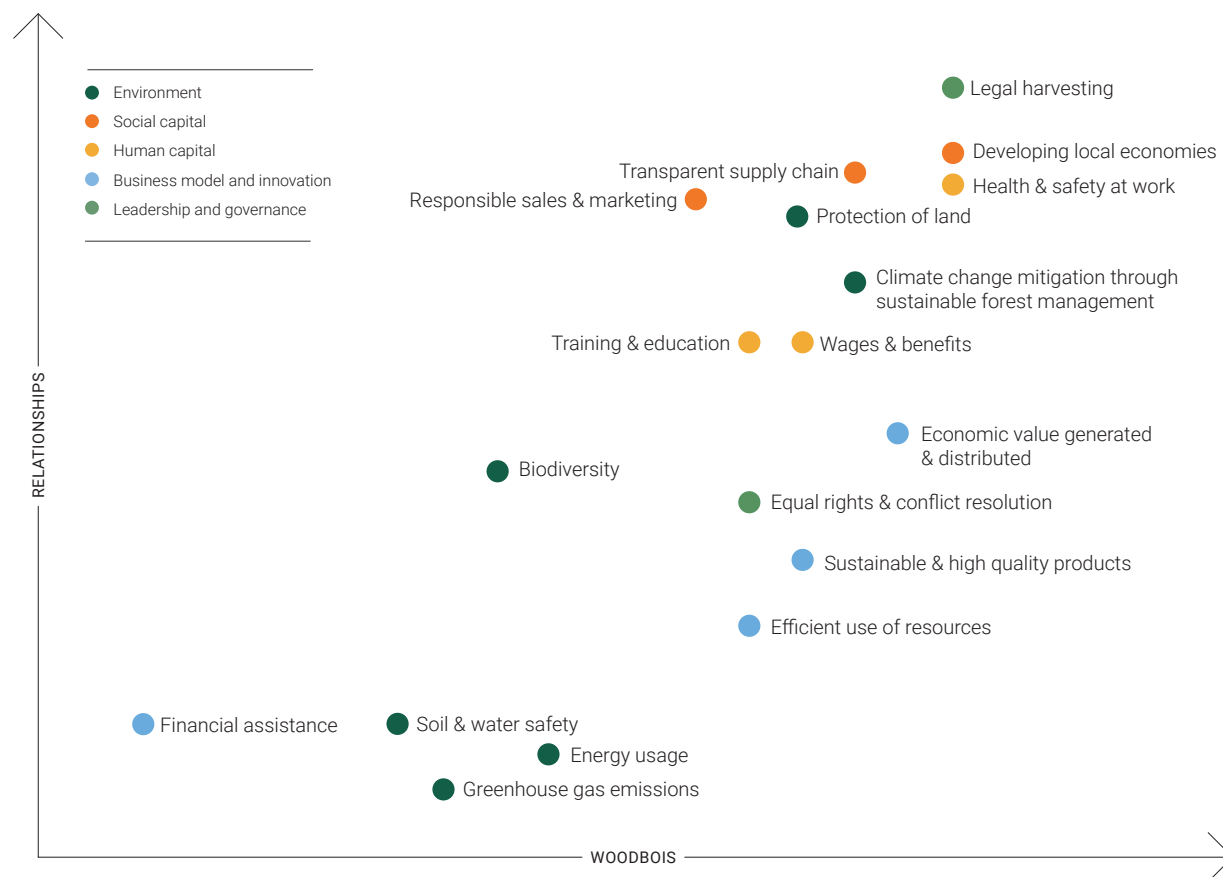 Environment
Social capital
Human capital
Business model and innovation
Leadership and governance
Legal harvesting
Developing local economies
Transparent supply chain
Health & safety at work
Responsible sales & marketing
Protection of land
Climate change mitigation through
sustainable forest management
Training & education
Wages & benefits
RELATIONSHIPS
Economic value generated
& distributed
Biodiversity
Equal rights & conflict resolution
Sustainable & high quality products
Efficient use of resources
Financial assistance
Soil & water safety
Energy usage
Greenhouse gas emissions
WOODBOIS